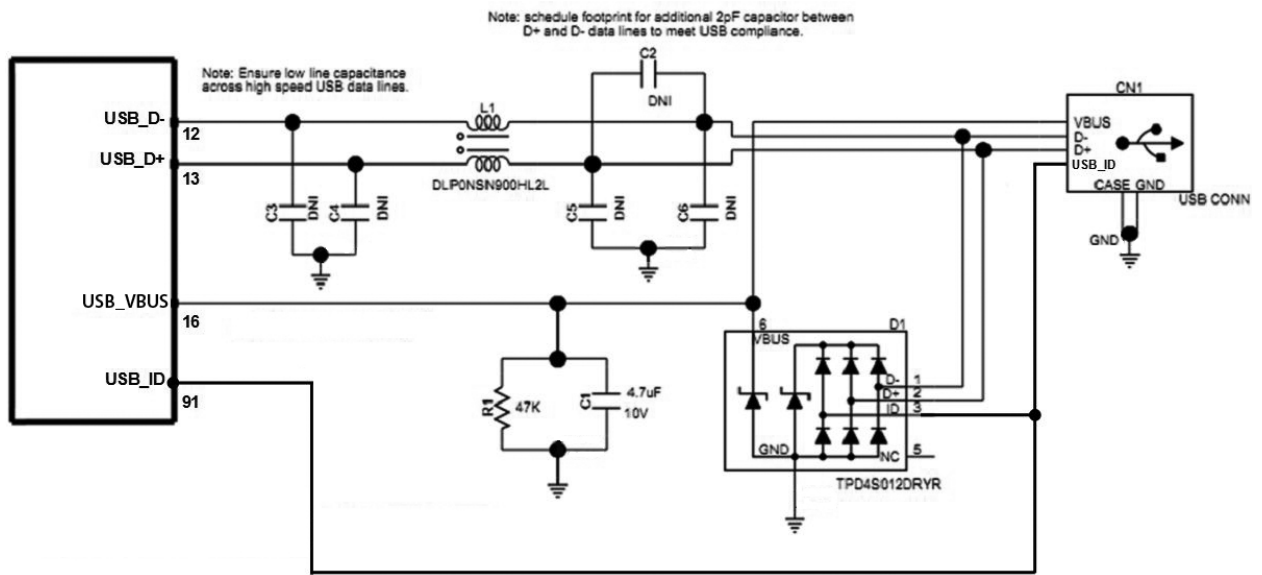 Note: schedule footprint for additional 2pF capacitor between
D+ and D- data lines to meet USB compliance.
C2
DNI
Note: Ensure low line capacitance
across high speed USB data lines.
CN1
L1
USB_D-
12
VBUS
D-
D+
USB_ID
USB_D+
13
DLP0NSN900HL2L
CASE GND
USB CONN
C3
DNI
C4
DNI
C5
DNI
C6
DNI
GND
USB_VBUS
16
6
D1
VBUS
USB_ID
91
R1
47K
C1
4.7uF
10V
D- 1
D+ 2
ID 3
GND
NC 5
TPD4S012DRYR